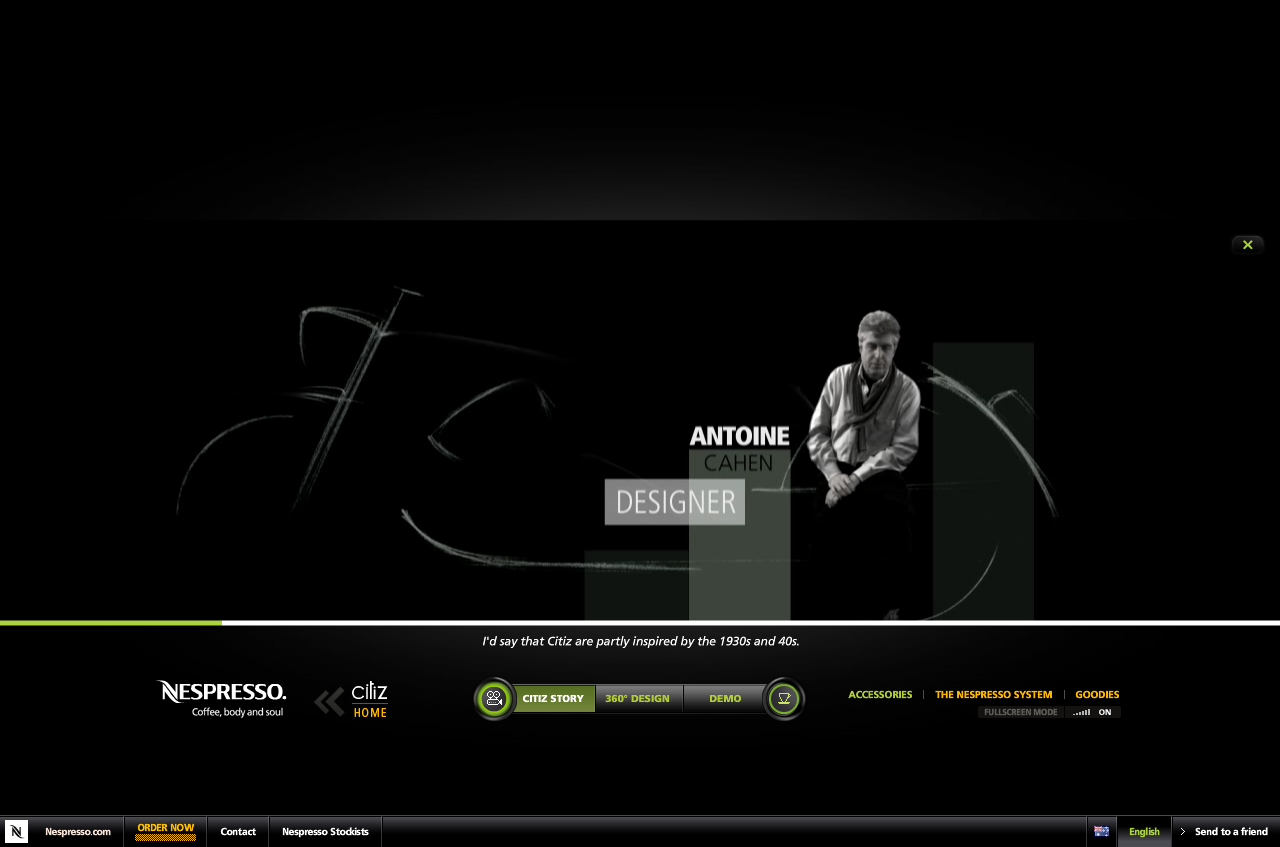 ANTOINE
CAHEN
DESIGNER
I'd say that Citiz are partly inspired by the 1930s and 40s.
NESPRESSO.
Coffee, body and soul
citiz
HOME
CITIZ STORY
360° DESIGN
DEMO
ACCESSORIES
THE NESPRESSO SYSTEM
GOODIES
FULLSCREEN MODE
ON
N
Nespresso.com
ORDER NOW
Contact
Nespresso Stockists
English
Send to a friend